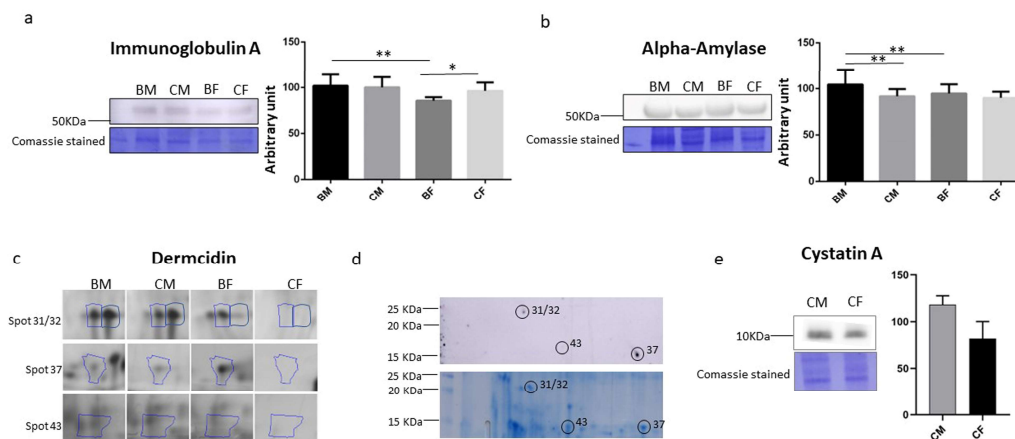 a
Immunoglobulin A
BM CM BF CF
50KDa
Comassie stained
Arbitrary unit
150
100
50
0
** *
BM CM BF CF
b
Alpha-Amylase
BM CM BF CF
50KDa
Comassie stained
Arbitrary unit
150
100
50
0
**
**
BM CM BF CF
c
Dermcidin
BM CM BF CF
Spot 31/32
Spot 37
Spot 43
d
25 KDa
20 KDa
15 KDa
31/32
43
37
25 KDa
20 KDa
15 KDa
31/32
43
37
e
Cystatin A
CM CF
10KDa
Comassie stained
150
100
50
0
CM CF